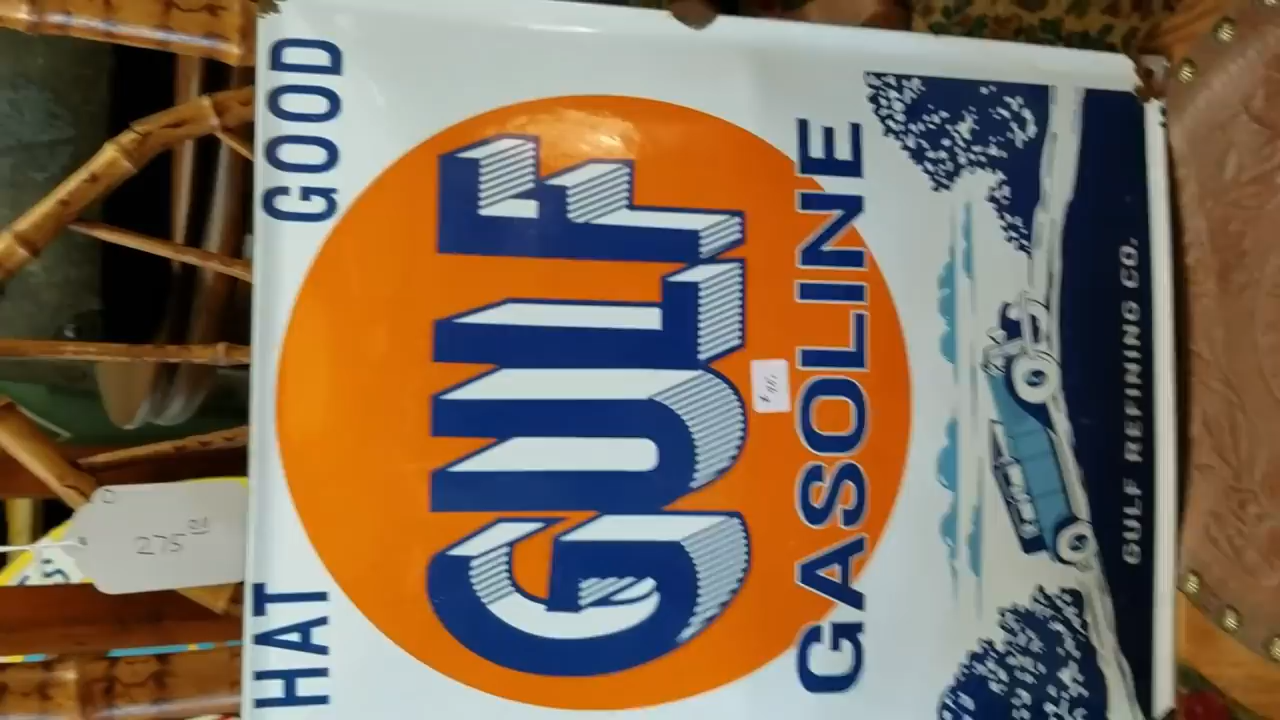 HAT GOOD
GULF
GASOLINE
GULF REFINING CO.
275